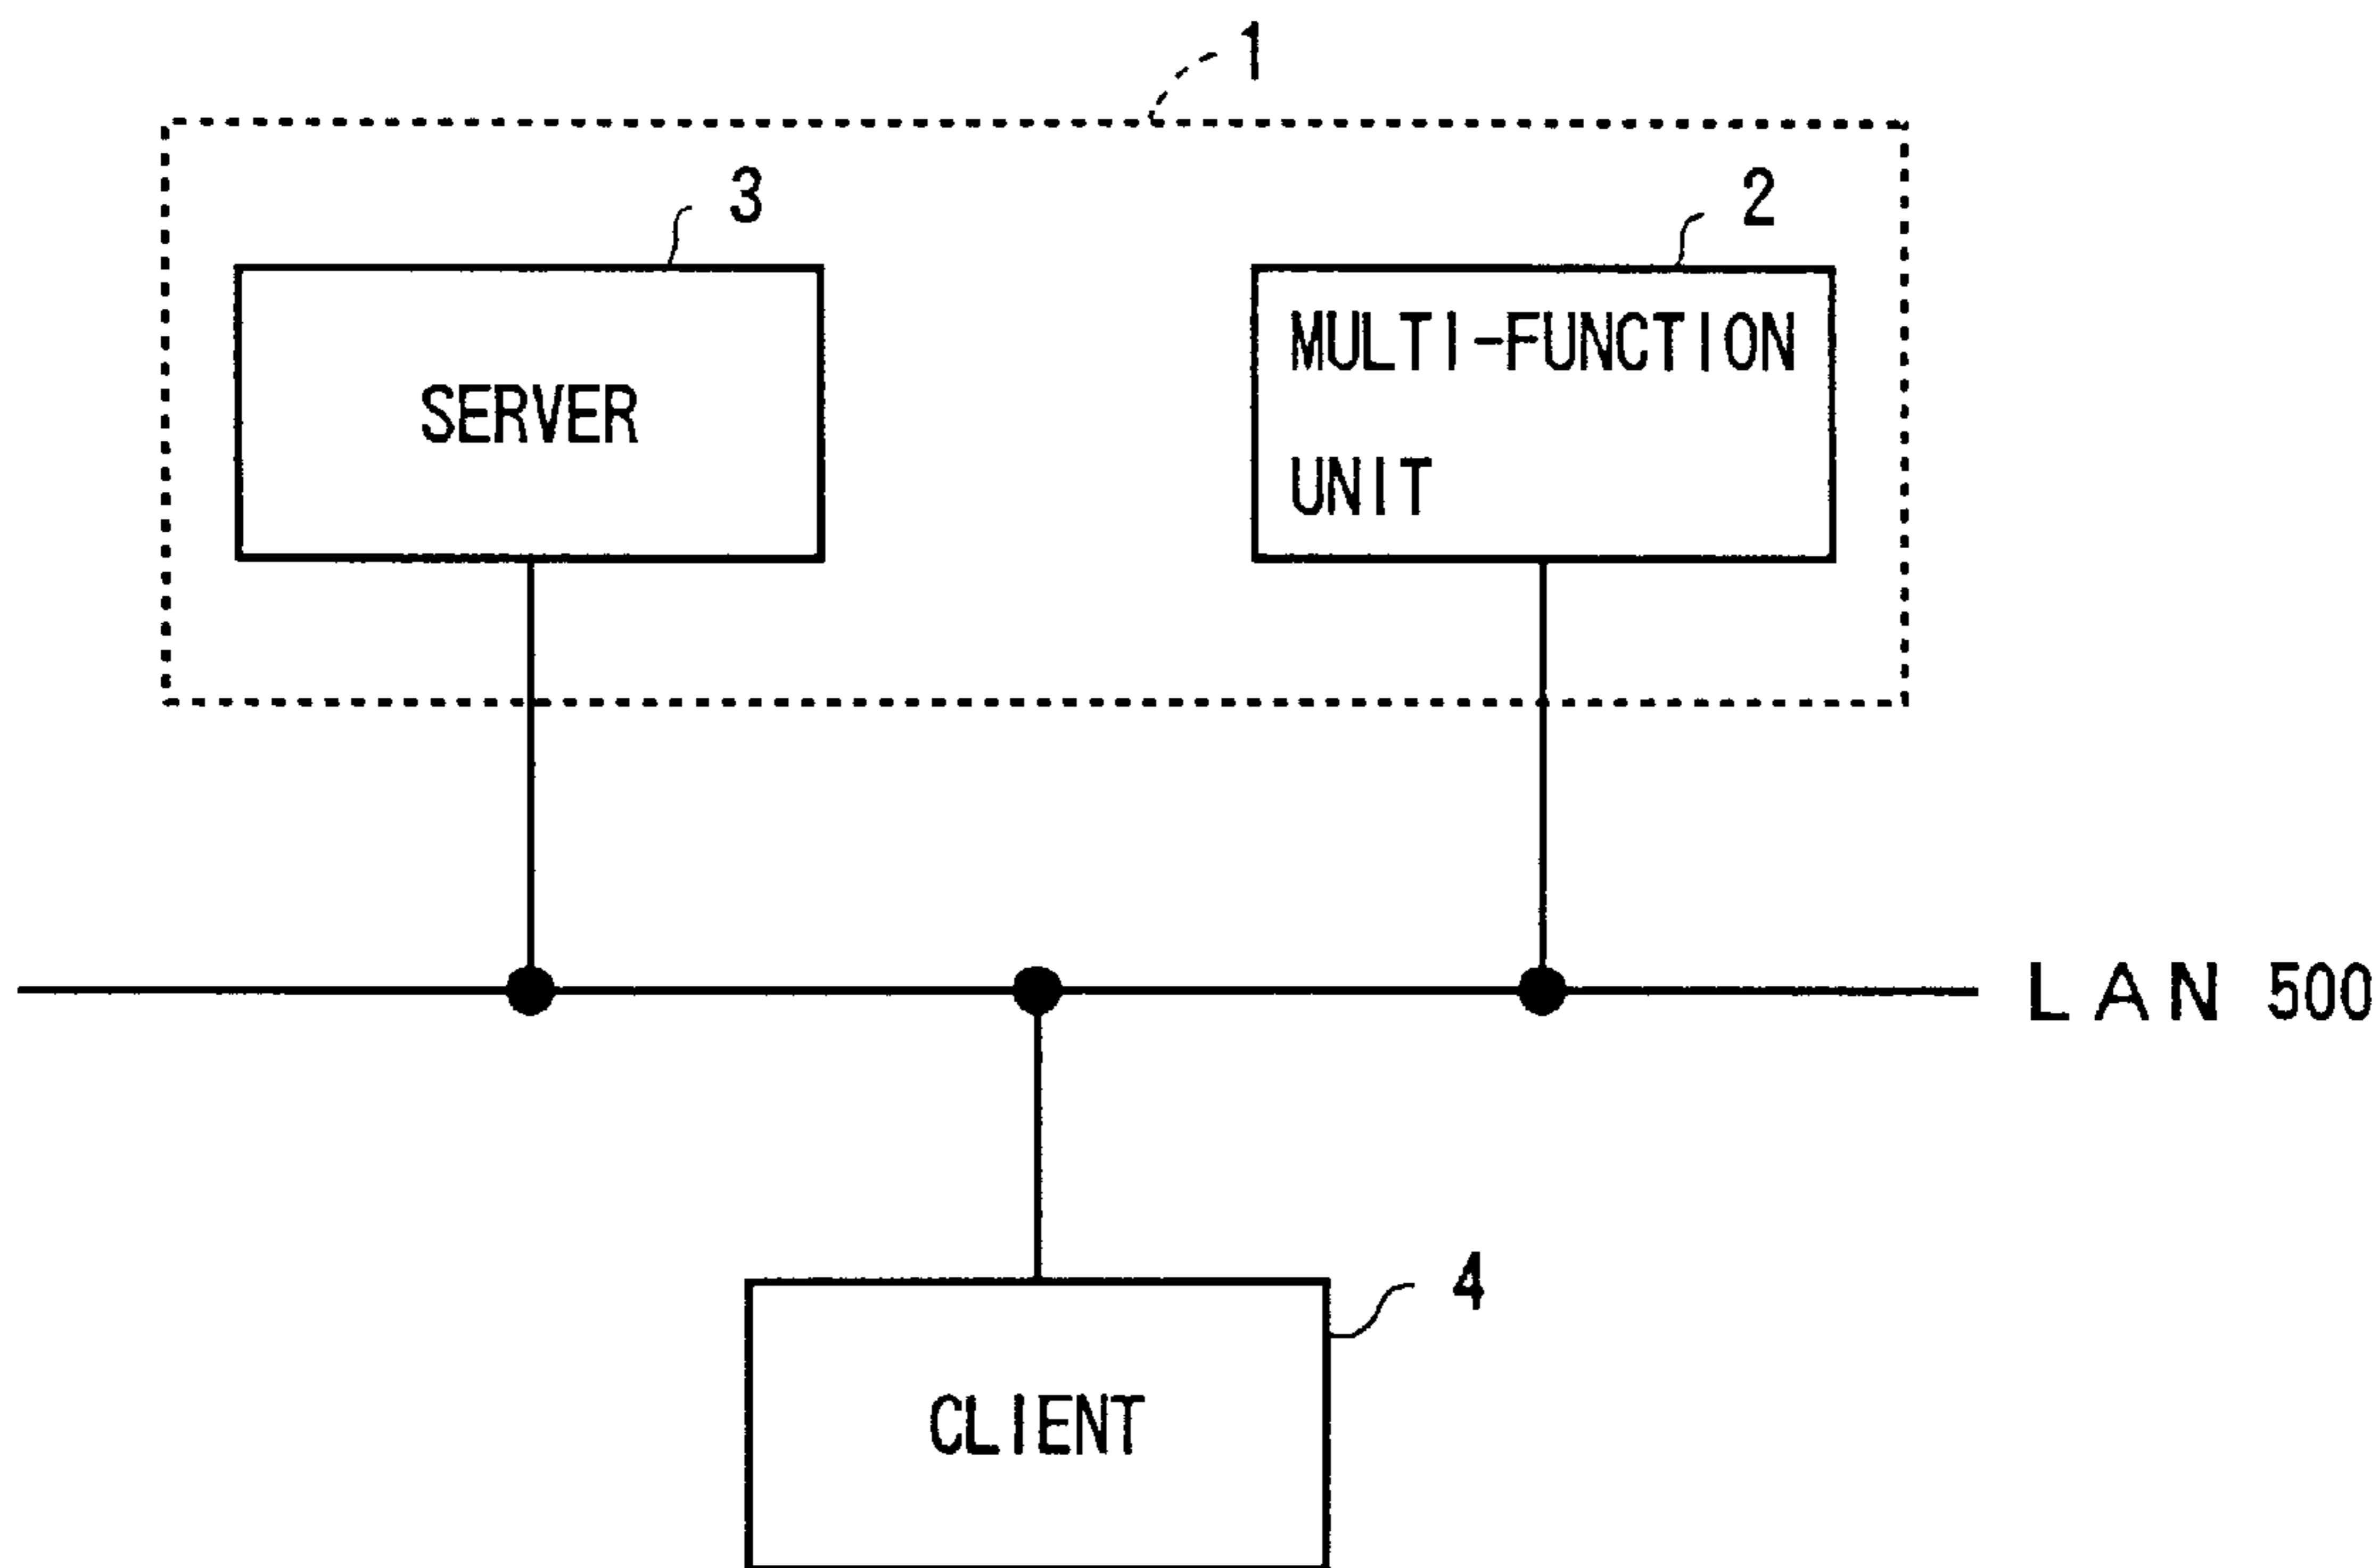 1
3
2
SERVER
MULTI-FUNCTION
UNIT
LAN 500
4
CLIENT